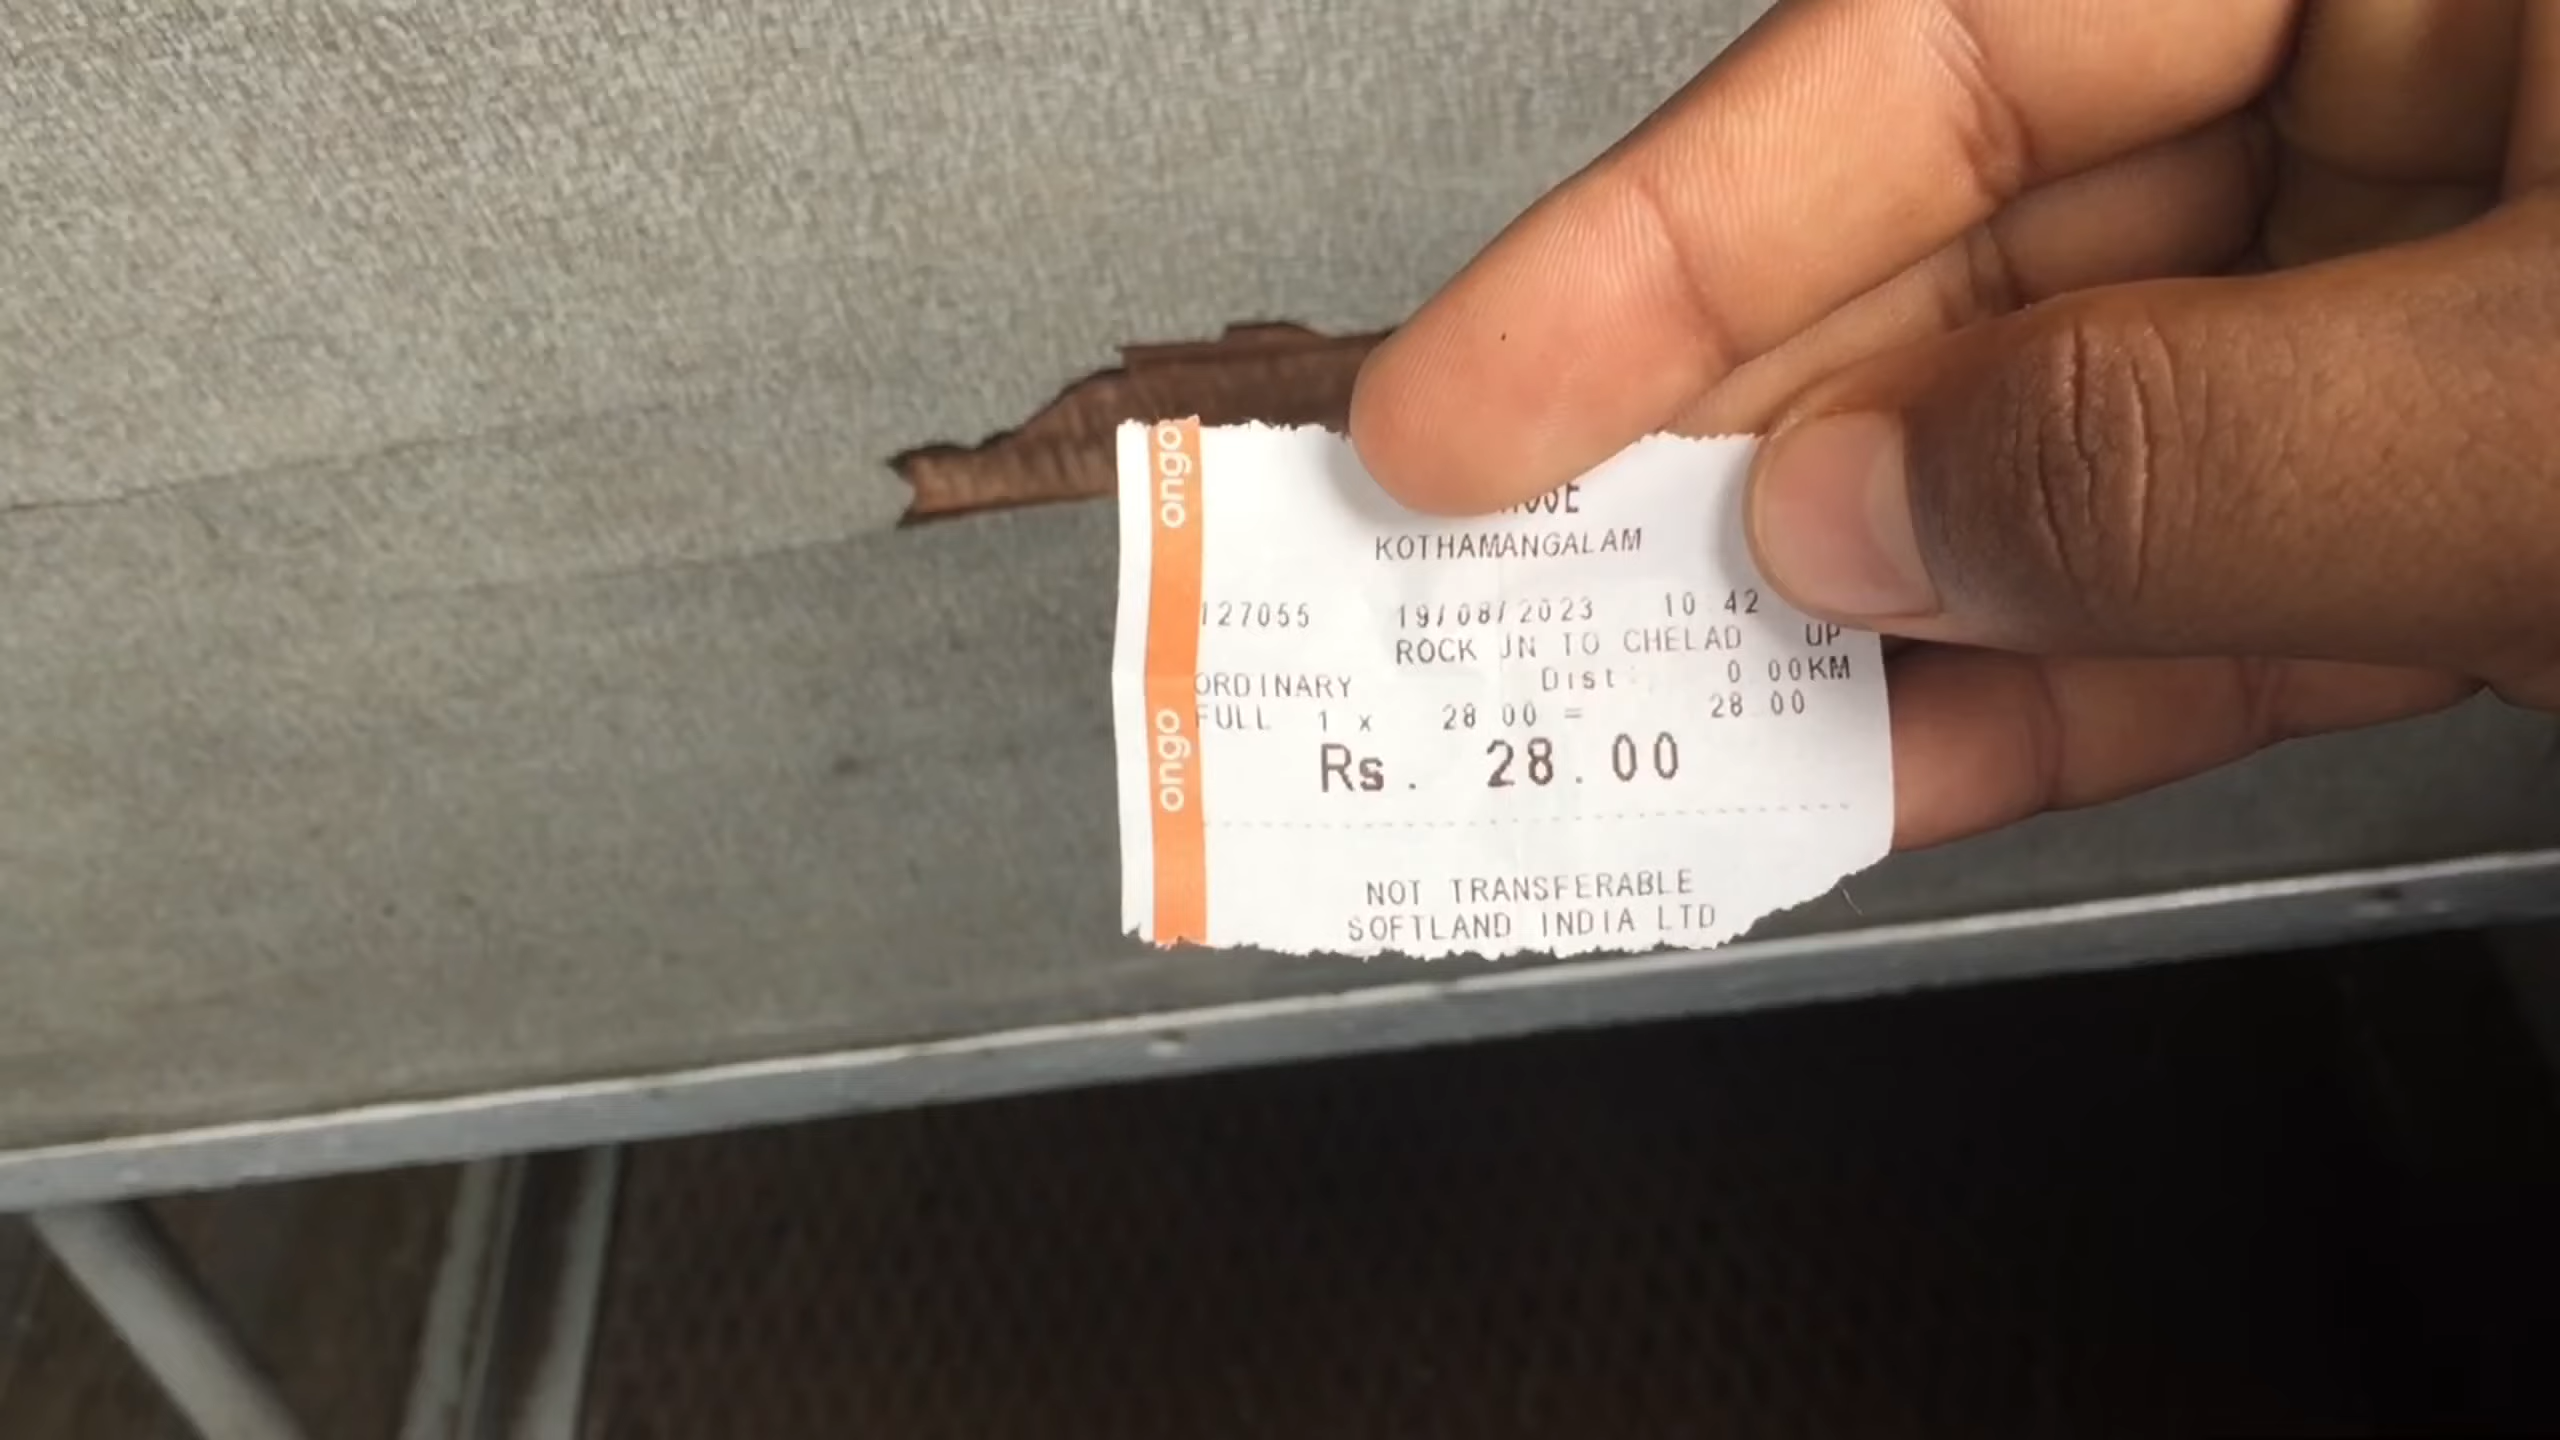 ongo
ongo
KOTHAMANGALAM
127055 19/08/2023 10 42
ROCK JN TO CHELAD UP
ORDINARY Dist: 0 00KM
FULL 1 x 28 00 = 28 00
Rs. 28.00
NOT TRANSFERABLE
SOFTLAND INDIA LTD